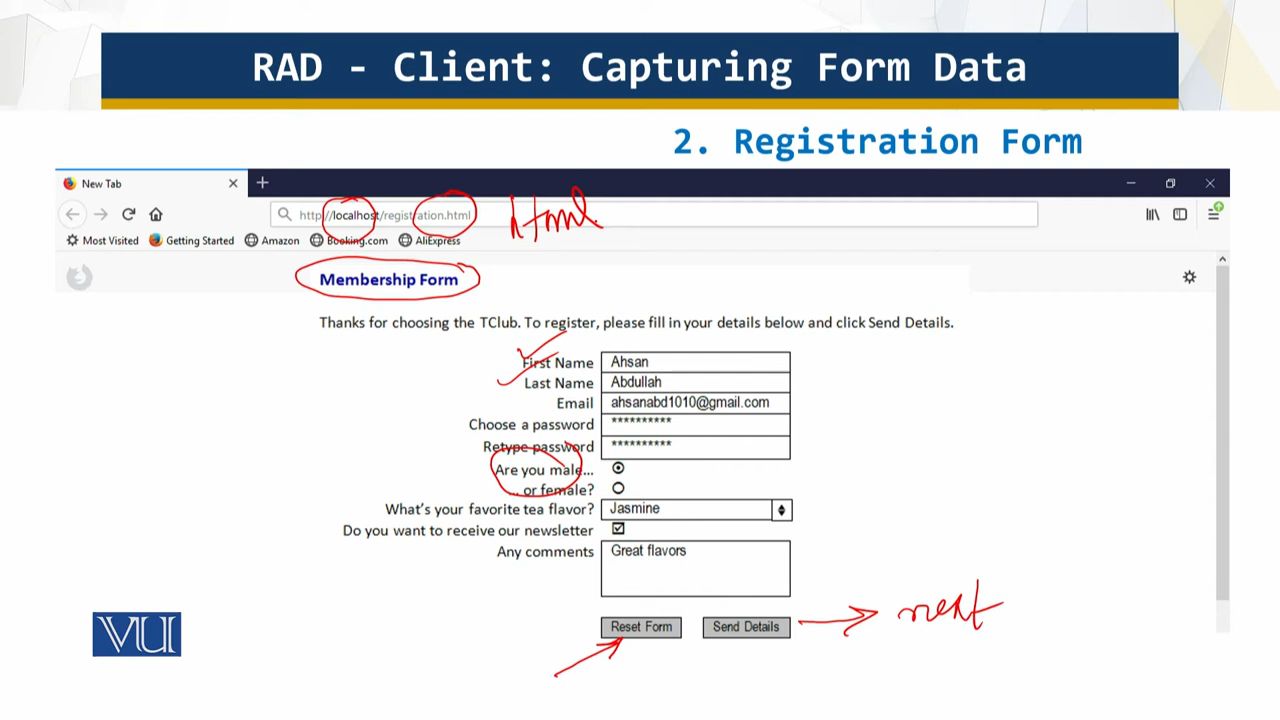 RAD - Client: Capturing Form Data
2. Registration Form
New Tab
http://localhost/registration.html
html
Most Visited Getting Started Amazon Booking.com AliExpress
Membership Form
Thanks for choosing the TClub. To register, please fill in your details below and click Send Details.
First Name Ahsan
Last Name Abdullah
Email ahsanabd1010@gmail.com
Choose a password **********
Retype password **********
Are you male...
... or female?
What's your favorite tea flavor? Jasmine
Do you want to receive our newsletter
Any comments Great flavors
Reset Form Send Details next
VU